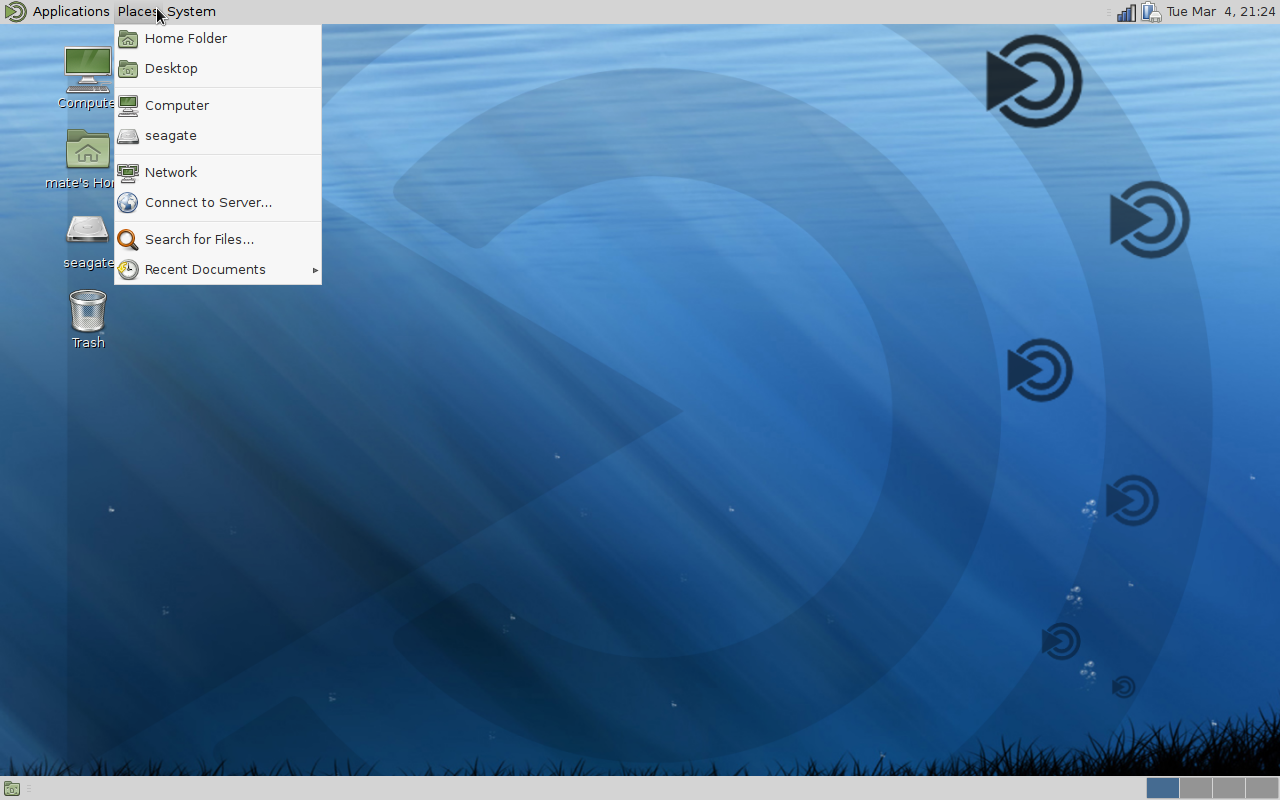 Applications Places System
Tue Mar 4, 21:24
Home Folder
Desktop
Computer
seagate
Network
Connect to Server...
Search for Files...
Recent Documents
Compute
mate's Ho
seagate
Trash